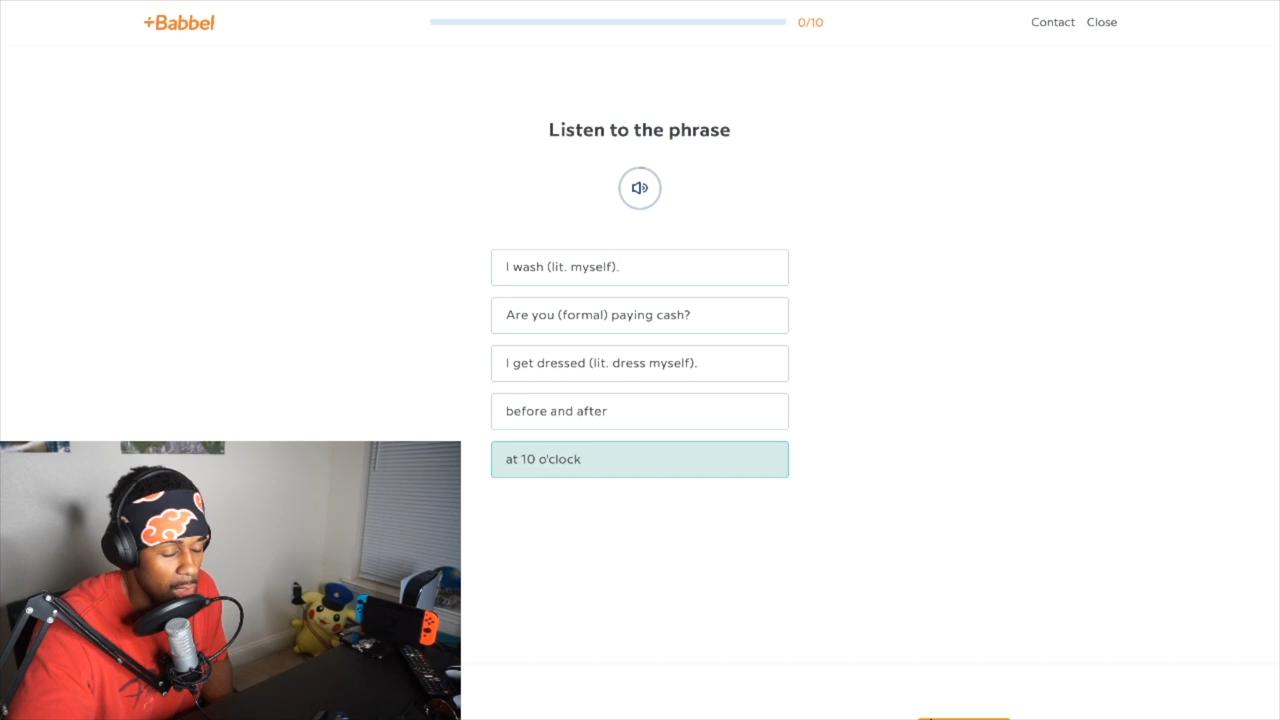 +Babbel
0/10
Contact Close
Listen to the phrase
I wash (lit. myself).
Are you (formal) paying cash?
I get dressed (lit. dress myself).
before and after
at 10 o'clock